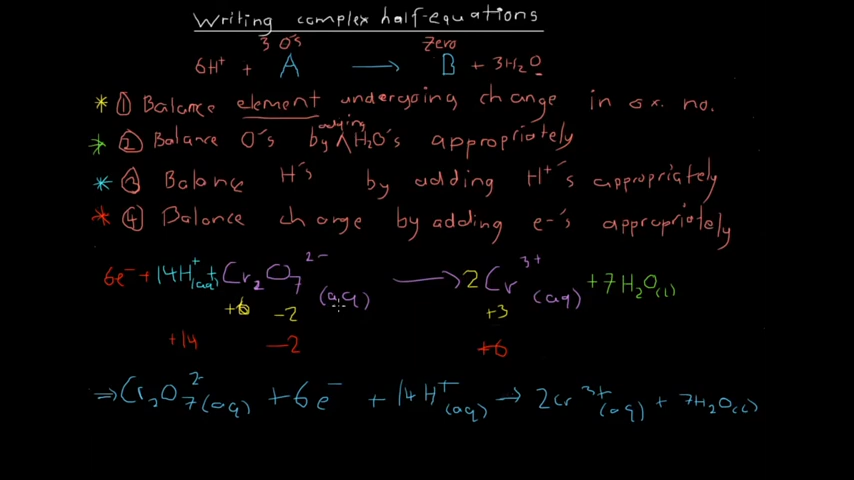 Writing complex half-equations
3 O's zero
6H⁺ + A → B + 3H₂O
* ① Balance element undergoing change in ox. no.
* ② Balance O's by adding H₂O's appropriately
* ③ Balance H's by adding H⁺'s appropriately
* ④ Balance change by adding e-'s appropriately
6e⁻ + 14H⁺(aq) + Cr₂O₇²⁻(aq) → 2Cr³⁺(aq) + 7H₂O(l)
+6 -2 +3
+14 -2 +6
⇒ Cr₂O₇²⁻(aq) + 6e⁻ + 14H⁺(aq) → 2Cr³⁺(aq) + 7H₂O(l)